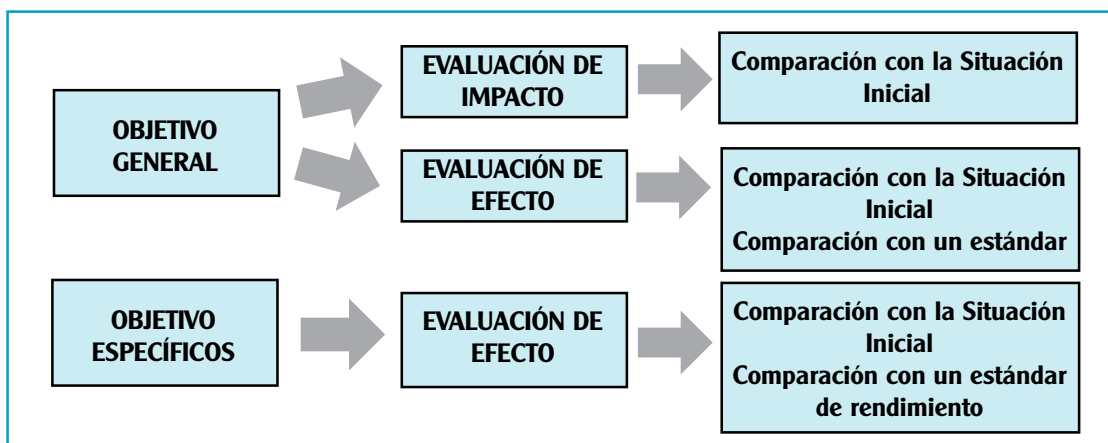 OBJETIVO
GENERAL
EVALUACIÓN DE
IMPACTO
Comparación con la Situación
Inicial
EVALUACIÓN DE
EFECTO
Comparación con la Situación
Inicial
Comparación con un estándar
OBJETIVO
ESPECÍFICOS
EVALUACIÓN DE
EFECTO
Comparación con la Situación
Inicial
Comparación con un estándar
de rendimiento